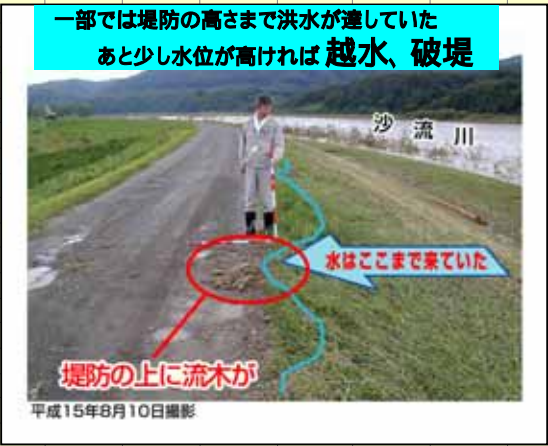 一部では堤防の高さまで洪水が達していた
あと少し水位が高ければ 越水、破堤
沙流川
水はここまで来ていた
堤防の上に流木が
平成15年8月10日撮影